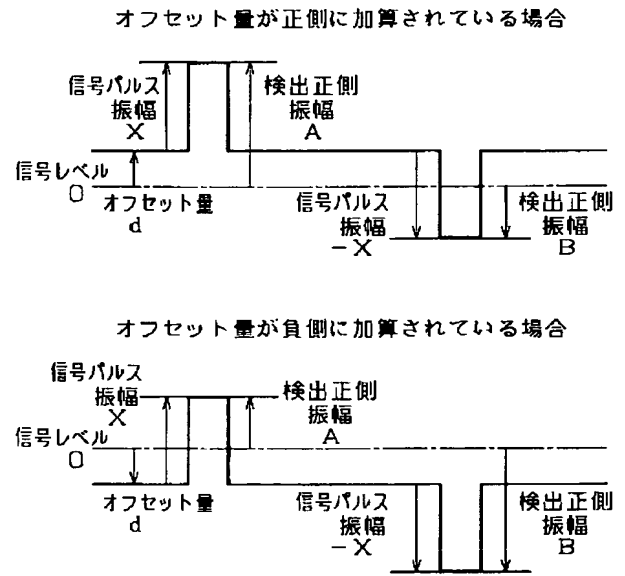 オフセット量が正側に加算されている場合
信号パルス
振幅
X
検出正側
振幅
A
信号レベル
0
オフセット量
d
信号パルス
振幅
-X
検出正側
振幅
B
オフセット量が負側に加算されている場合
信号パルス
振幅
X
検出正側
振幅
A
信号レベル
0
オフセット量
d
信号パルス
振幅
-X
検出正側
振幅
B